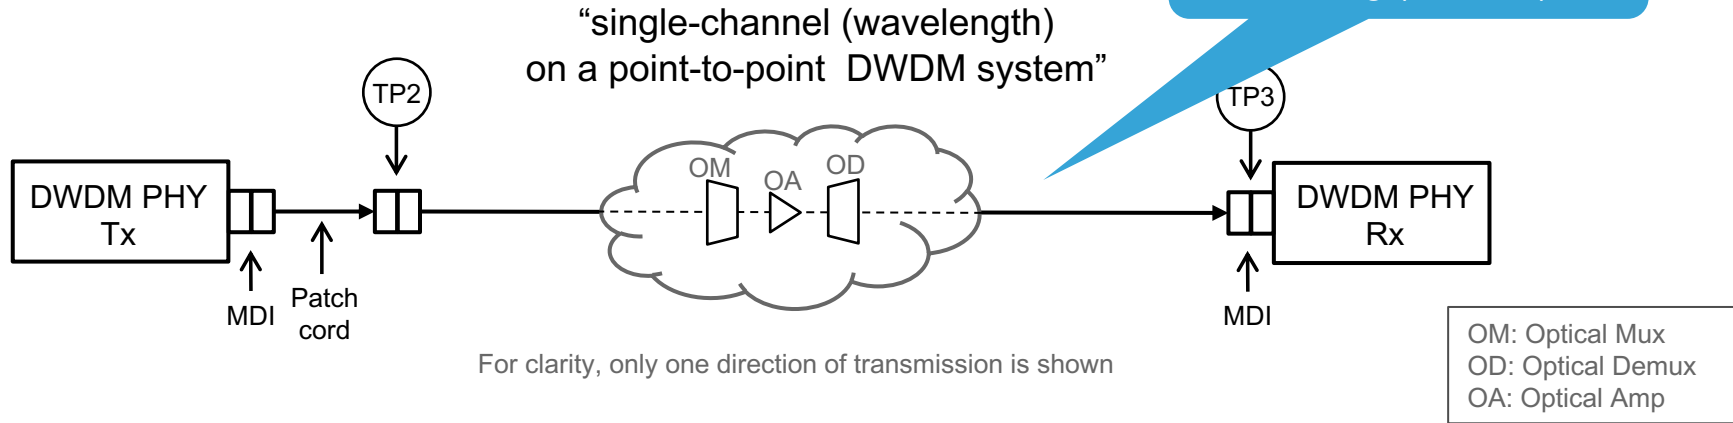 “single-channel (wavelength)
on a point-to-point DWDM system”
TP2
TP3
OM
OA
OD
DWDM PHY
Tx
DWDM PHY
Rx
MDI
Patch
cord
MDI
For clarity, only one direction of transmission is shown
OM: Optical Mux
OD: Optical Demux
OA: Optical Amp